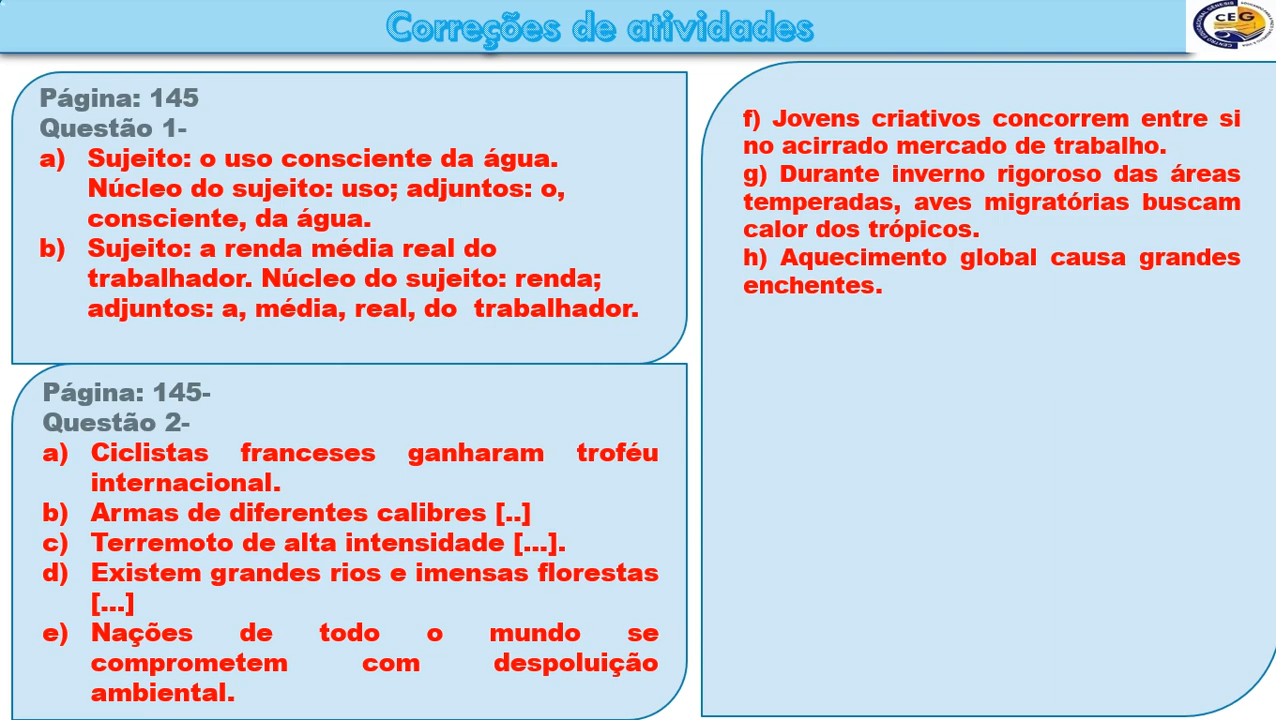 Correções de atividades
CEG
Página: 145
Questão 1-
a) Sujeito: o uso consciente da água.
Núcleo do sujeito: uso; adjuntos: o,
consciente, da água.
b) Sujeito: a renda média real do
trabalhador. Núcleo do sujeito: renda;
adjuntos: a, média, real, do trabalhador.
Página: 145-
Questão 2-
a) Ciclistas franceses ganharam troféu
internacional.
b) Armas de diferentes calibres [..]
c) Terremoto de alta intensidade [...].
d) Existem grandes rios e imensas florestas
[...]
e) Nações de todo o mundo se
comprometem com despoluição
ambiental.
f) Jovens criativos concorrem entre si
no acirrado mercado de trabalho.
g) Durante inverno rigoroso das áreas
temperadas, aves migratórias buscam
calor dos trópicos.
h) Aquecimento global causa grandes
enchentes.